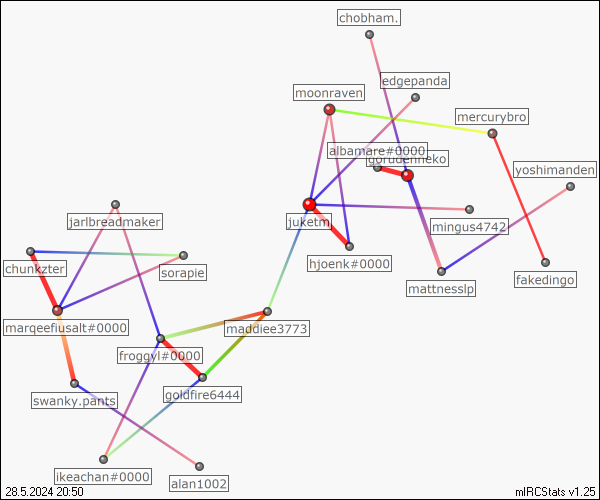 chobham.
edgepanda
moonraven
mercurybro
albamare#0000
gorudenneko
yoshimanden
jarlbreadmaker
juketm
mingus4742
hjoenk#0000
chunkzter
sorapie
mattnesslp
fakedingo
marqeefiusalt#0000
maddiee3773
froggyl#0000
swanky.pants
goldfire6444
ikeachan#0000
alan1002
28.5.2024 20:50
mIRCStats v1.25